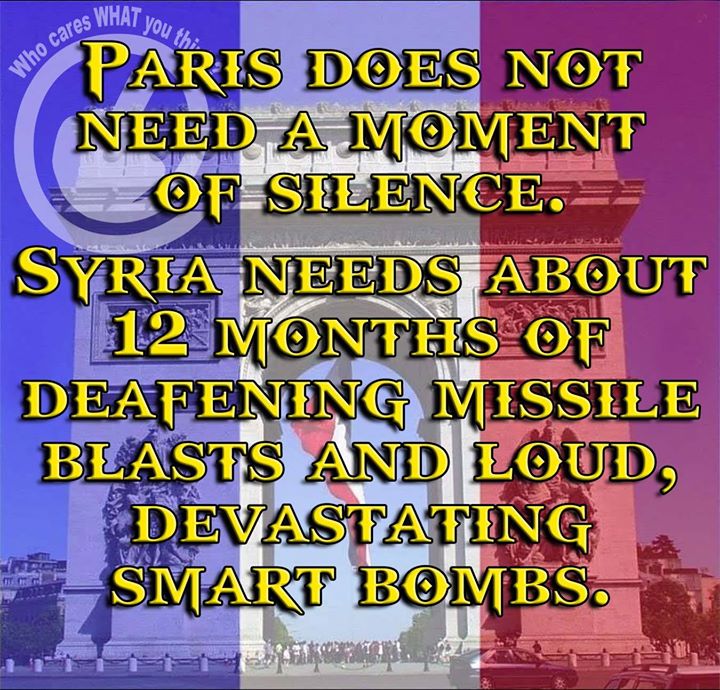 Who cares WHAT you thi
PARIS DOES NOT
NEED A MOMENT
OF SILENCE.
SYRIA NEEDS ABOUT
12 MONTHS OF
DEAFENING MISSILE
BLASTS AND LOUD,
DEVASTATING
SMART BOMBS.